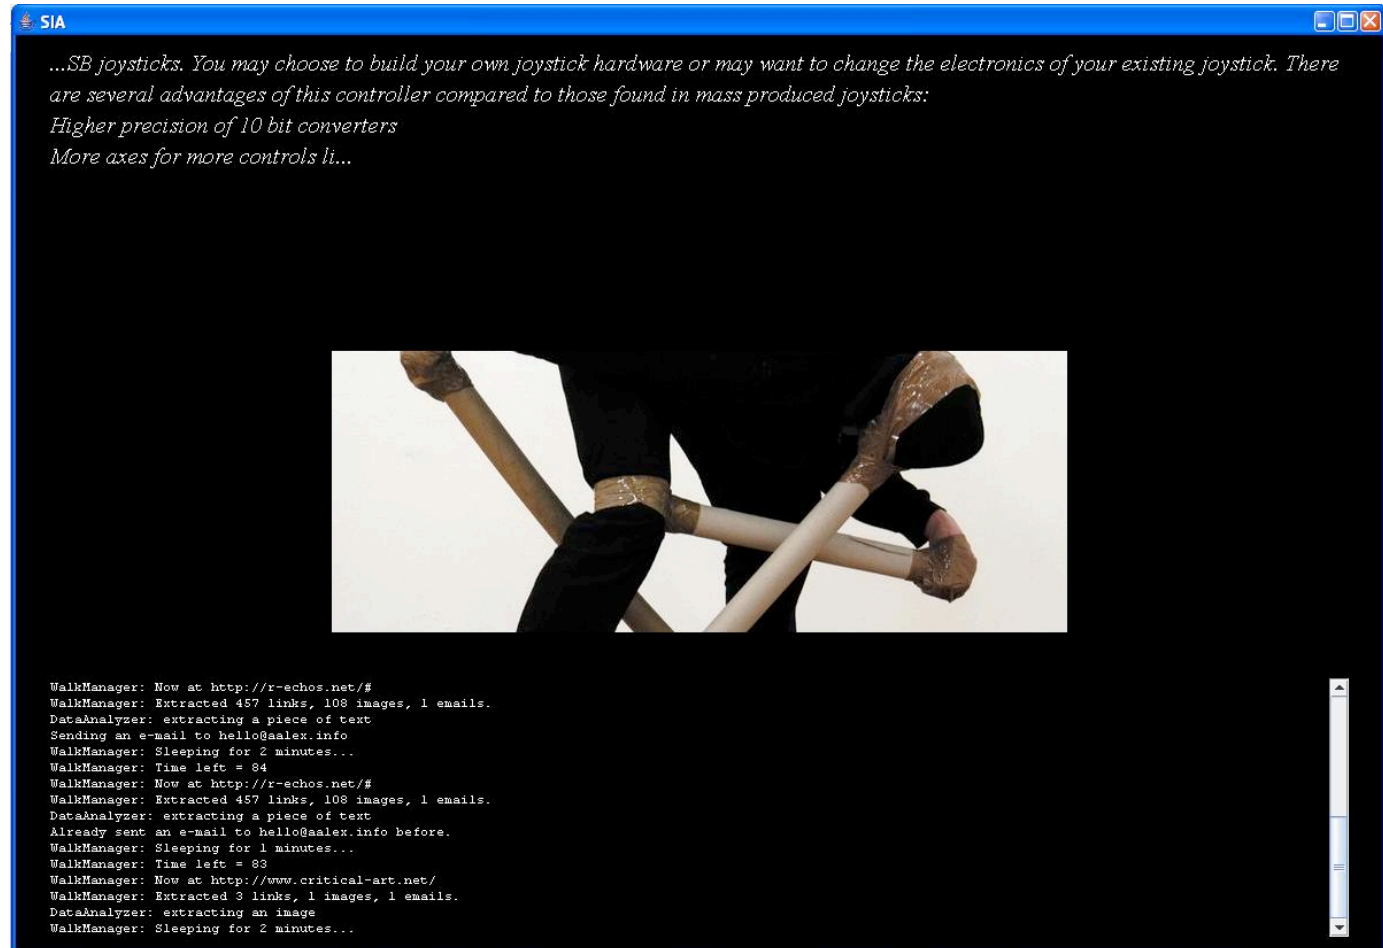 SIA
...SB joysticks. You may choose to build your own joystick hardware or may want to change the electronics of your existing joystick. There
are several advantages of this controller compared to those found in mass produced joysticks:
Higher precision of 10 bit converters
More axes for more controls li...
WalkManager: Now at http://r-echos.net/#
WalkManager: Extracted 457 links, 108 images, 1 emails.
DataAnalyzer: extracting a piece of text
Sending an e-mail to hello@aalex.info
WalkManager: Sleeping for 2 minutes...
WalkManager: Time left = 84
WalkManager: Now at http://r-echos.net/#
WalkManager: Extracted 457 links, 108 images, 1 emails.
DataAnalyzer: extracting a piece of text
Already sent an e-mail to hello@aalex.info before.
WalkManager: Sleeping for 1 minutes...
WalkManager: Time left = 83
WalkManager: Now at http://www.critical-art.net/
WalkManager: Extracted 3 links, 1 images, 1 emails.
DataAnalyzer: extracting an image
WalkManager: Sleeping for 2 minutes...